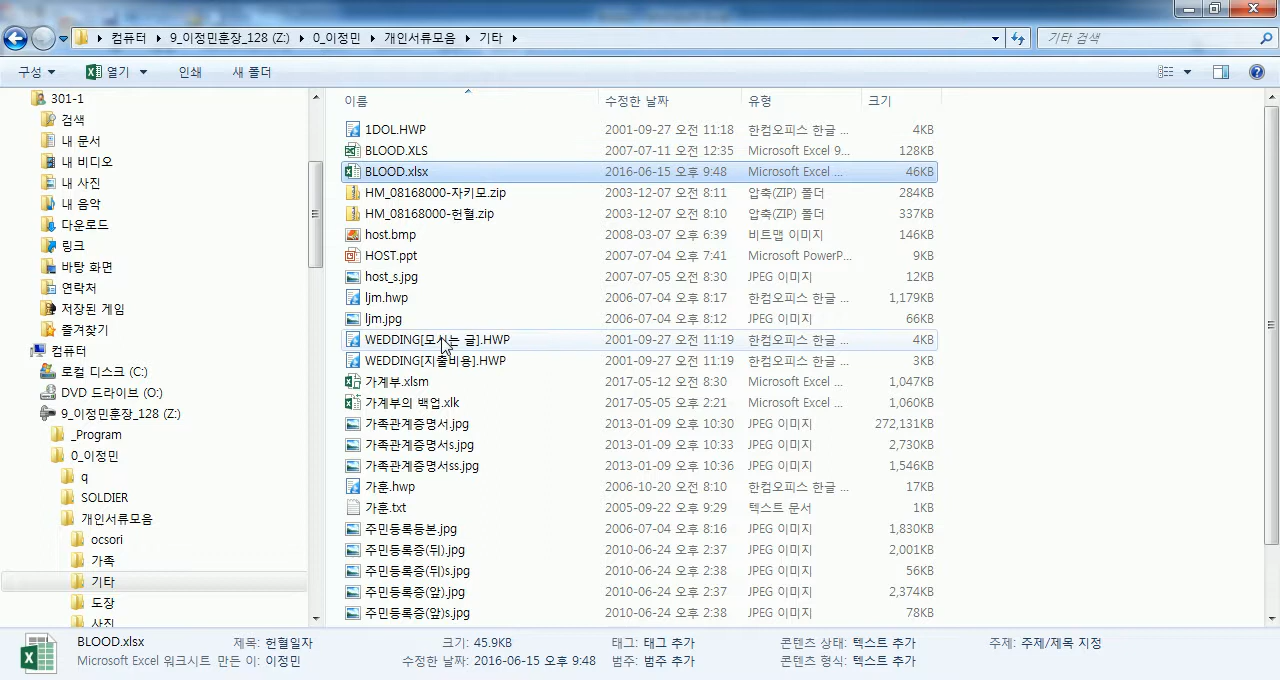 컴퓨터 9_이정민훈장_128 (Z:) 0_이정민 개인서류모음 기타 기타 검색
구성 열기 인쇄 새 폴더
301-1
검색
내 문서
내 비디오
내 사진
내 음악
다운로드
링크
바탕 화면
연락처
저장된 게임
즐겨찾기
컴퓨터
로컬 디스크 (C:)
DVD 드라이브 (O:)
9_이정민훈장_128 (Z:)
_Program
0_이정민
q
SOLDIER
개인서류모음
ocsori
가족
기타
도장
사진
이름 수정한 날짜 유형 크기
1DOL.HWP 2001-09-27 오전 11:18 한컴오피스 한글 ... 4KB
BLOOD.XLS 2007-07-11 오전 12:35 Microsoft Excel 9... 128KB
BLOOD.xlsx 2016-06-15 오후 9:48 Microsoft Excel ... 46KB
HM_08168000-자키모.zip 2003-12-07 오전 8:11 압축(ZIP) 폴더 284KB
HM_08168000-헌혈.zip 2003-12-07 오전 8:10 압축(ZIP) 폴더 337KB
host.bmp 2008-03-07 오후 6:39 비트맵 이미지 146KB
HOST.ppt 2007-07-04 오후 7:41 Microsoft PowerP... 9KB
host_s.jpg 2007-07-05 오전 8:30 JPEG 이미지 12KB
ljm.hwp 2006-07-04 오후 8:17 한컴오피스 한글 ... 1,179KB
ljm.jpg 2006-07-04 오후 8:12 JPEG 이미지 66KB
WEDDING[모시는 글].HWP 2001-09-27 오전 11:19 한컴오피스 한글 ... 4KB
WEDDING[지출비용].HWP 2001-09-27 오전 11:19 한컴오피스 한글 ... 3KB
가계부.xlsm 2017-05-12 오전 8:30 Microsoft Excel ... 1,047KB
가계부의 백업.xlk 2017-05-05 오후 2:21 Microsoft Excel ... 1,060KB
가족관계증명서.jpg 2013-01-09 오후 10:30 JPEG 이미지 272,131KB
가족관계증명서s.jpg 2013-01-09 오후 10:33 JPEG 이미지 2,730KB
가족관계증명서ss.jpg 2013-01-09 오후 10:36 JPEG 이미지 1,546KB
가훈.hwp 2006-10-20 오전 8:10 한컴오피스 한글 ... 17KB
가훈.txt 2005-09-22 오후 9:29 텍스트 문서 1KB
주민등록등본.jpg 2006-07-04 오후 8:16 JPEG 이미지 1,830KB
주민등록증(뒤).jpg 2010-06-24 오후 2:37 JPEG 이미지 2,001KB
주민등록증(뒤)s.jpg 2010-06-24 오후 2:38 JPEG 이미지 56KB
주민등록증(앞).jpg 2010-06-24 오후 2:37 JPEG 이미지 2,374KB
주민등록증(앞)s.jpg 2010-06-24 오후 2:38 JPEG 이미지 78KB
BLOOD.xlsx 제목: 헌혈일자 크기: 45.9KB 태그: 태그 추가 콘텐츠 상태: 텍스트 추가 주제: 주제/제목 지정
Microsoft Excel 워크시트 만든 이: 이정민 수정한 날짜: 2016-06-15 오후 9:48 범주: 범주 추가 콘텐츠 형식: 텍스트 추가